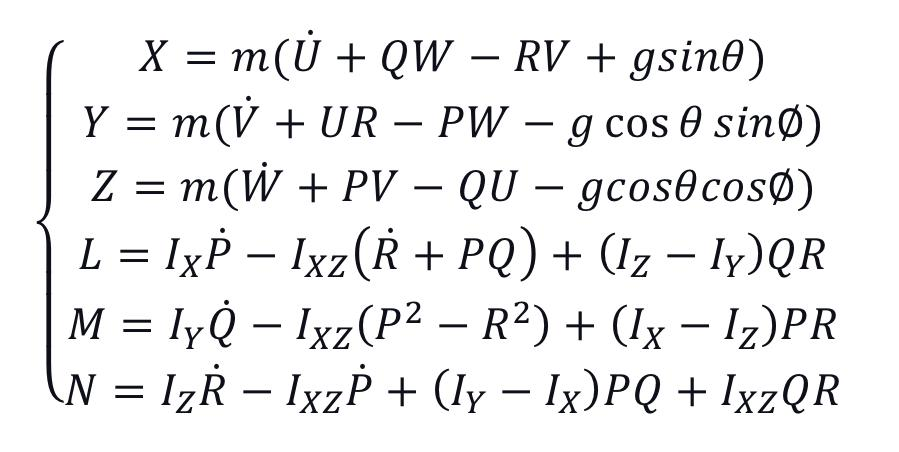 X = m(U̇ + QW − RV + gsinθ)
Y = m(V̇ + UR − PW − g cos θ sin∅)
Z = m(Ẇ + PV − QU − gcosθcos∅)
L = I_X Ṗ − I_XZ(Ṙ + PQ) + (I_Z − I_Y)QR
M = I_Y Q̇ − I_XZ(P² − R²) + (I_X − I_Z)PR
N = I_Z Ṙ − I_XZ Ṗ + (I_Y − I_X)PQ + I_XZ QR